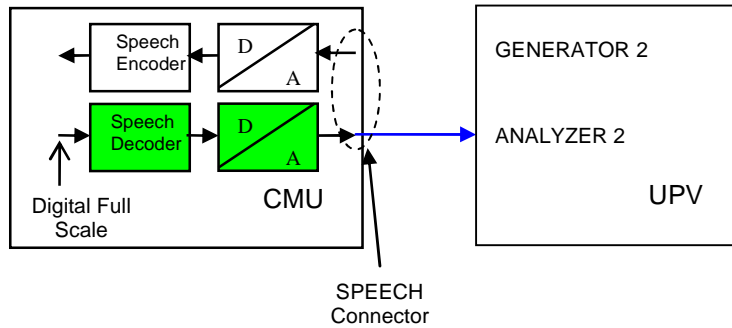 Speech
Encoder
D
A
GENERATOR 2
Speech
Decoder
D
A
ANALYZER 2
Digital Full
Scale
CMU
UPV
SPEECH
Connector